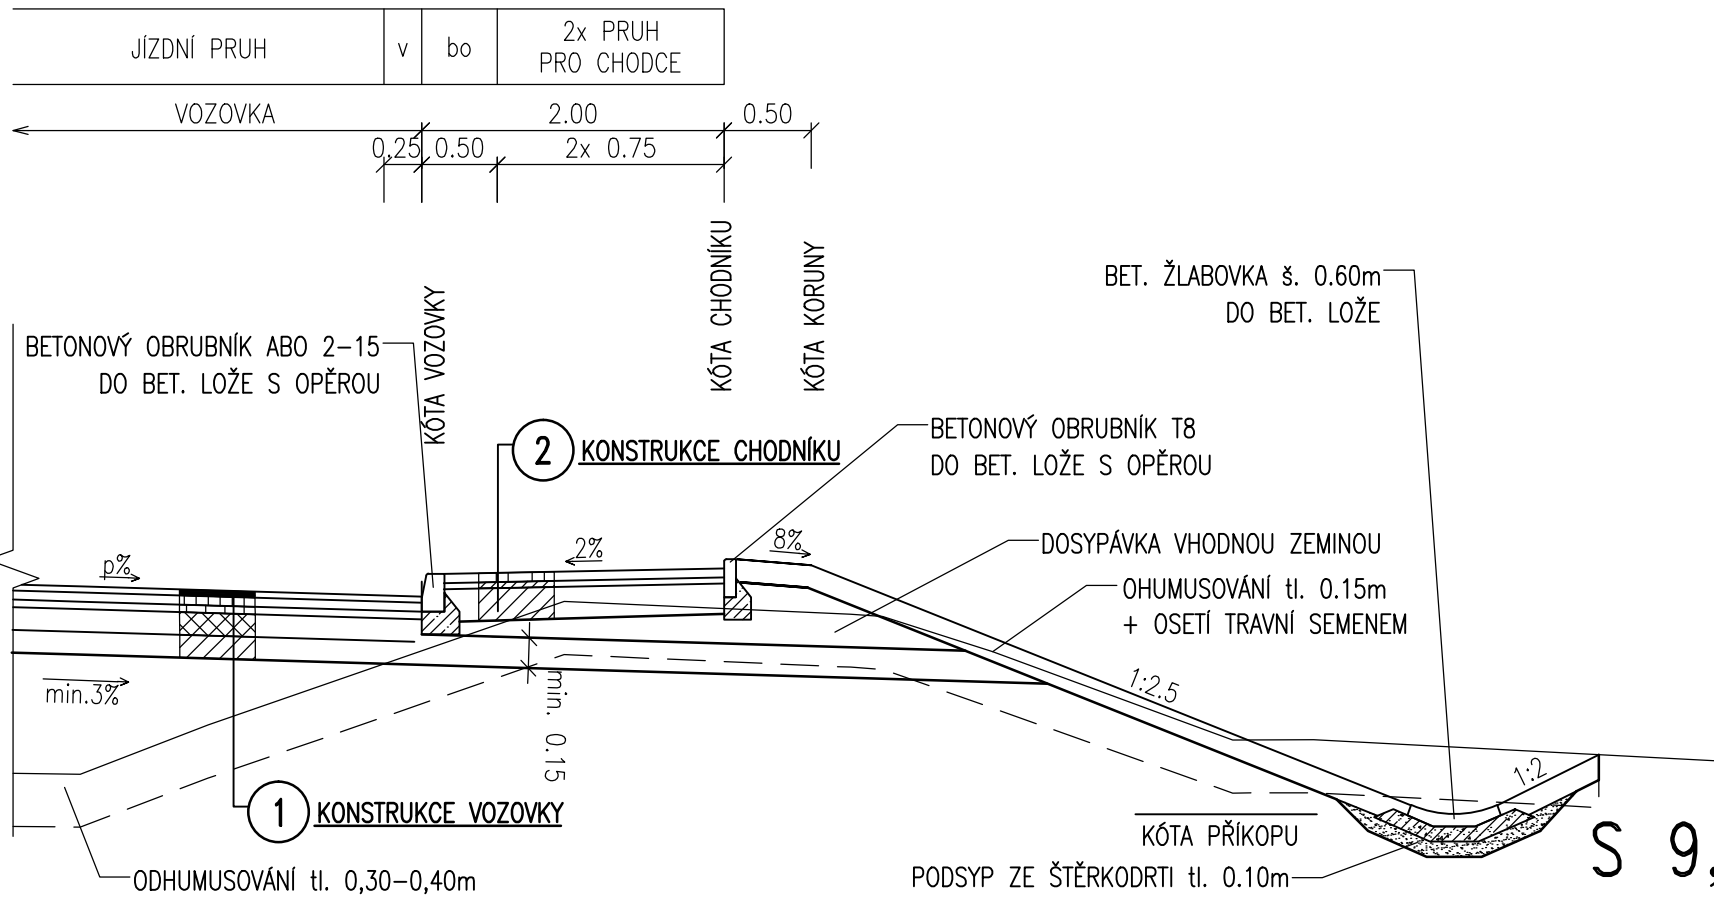 JÍZDNÍ PRUH
v
bo
2x PRUH
PRO CHODCE
VOZOVKA
2.00
0.50
0.25
0.50
2x 0.75
KÓTA VOZOVKY
KÓTA CHODNÍKU
KÓTA KORUNY
BET. ŽLABOVKA š. 0.60m
DO BET. LOŽE
BETONOVÝ OBRUBNÍK ABO 2-15
DO BET. LOŽE S OPĚROU
2
KONSTRUKCE CHODNÍKU
BETONOVÝ OBRUBNÍK T8
DO BET. LOŽE S OPĚROU
p%
2%
8%
DOSYPÁVKA VHODNOU ZEMINOU
OHUMUSOVÁNÍ tl. 0.15m
+ OSETÍ TRAVNÍ SEMENEM
min.3%
min. 0.15
1:2.5
1:2
1
KONSTRUKCE VOZOVKY
KÓTA PŘÍKOPU
S 9,
PODSYP ZE ŠTĚRKODRTI tl. 0.10m
ODHUMUSOVÁNÍ tl. 0,30-0,40m